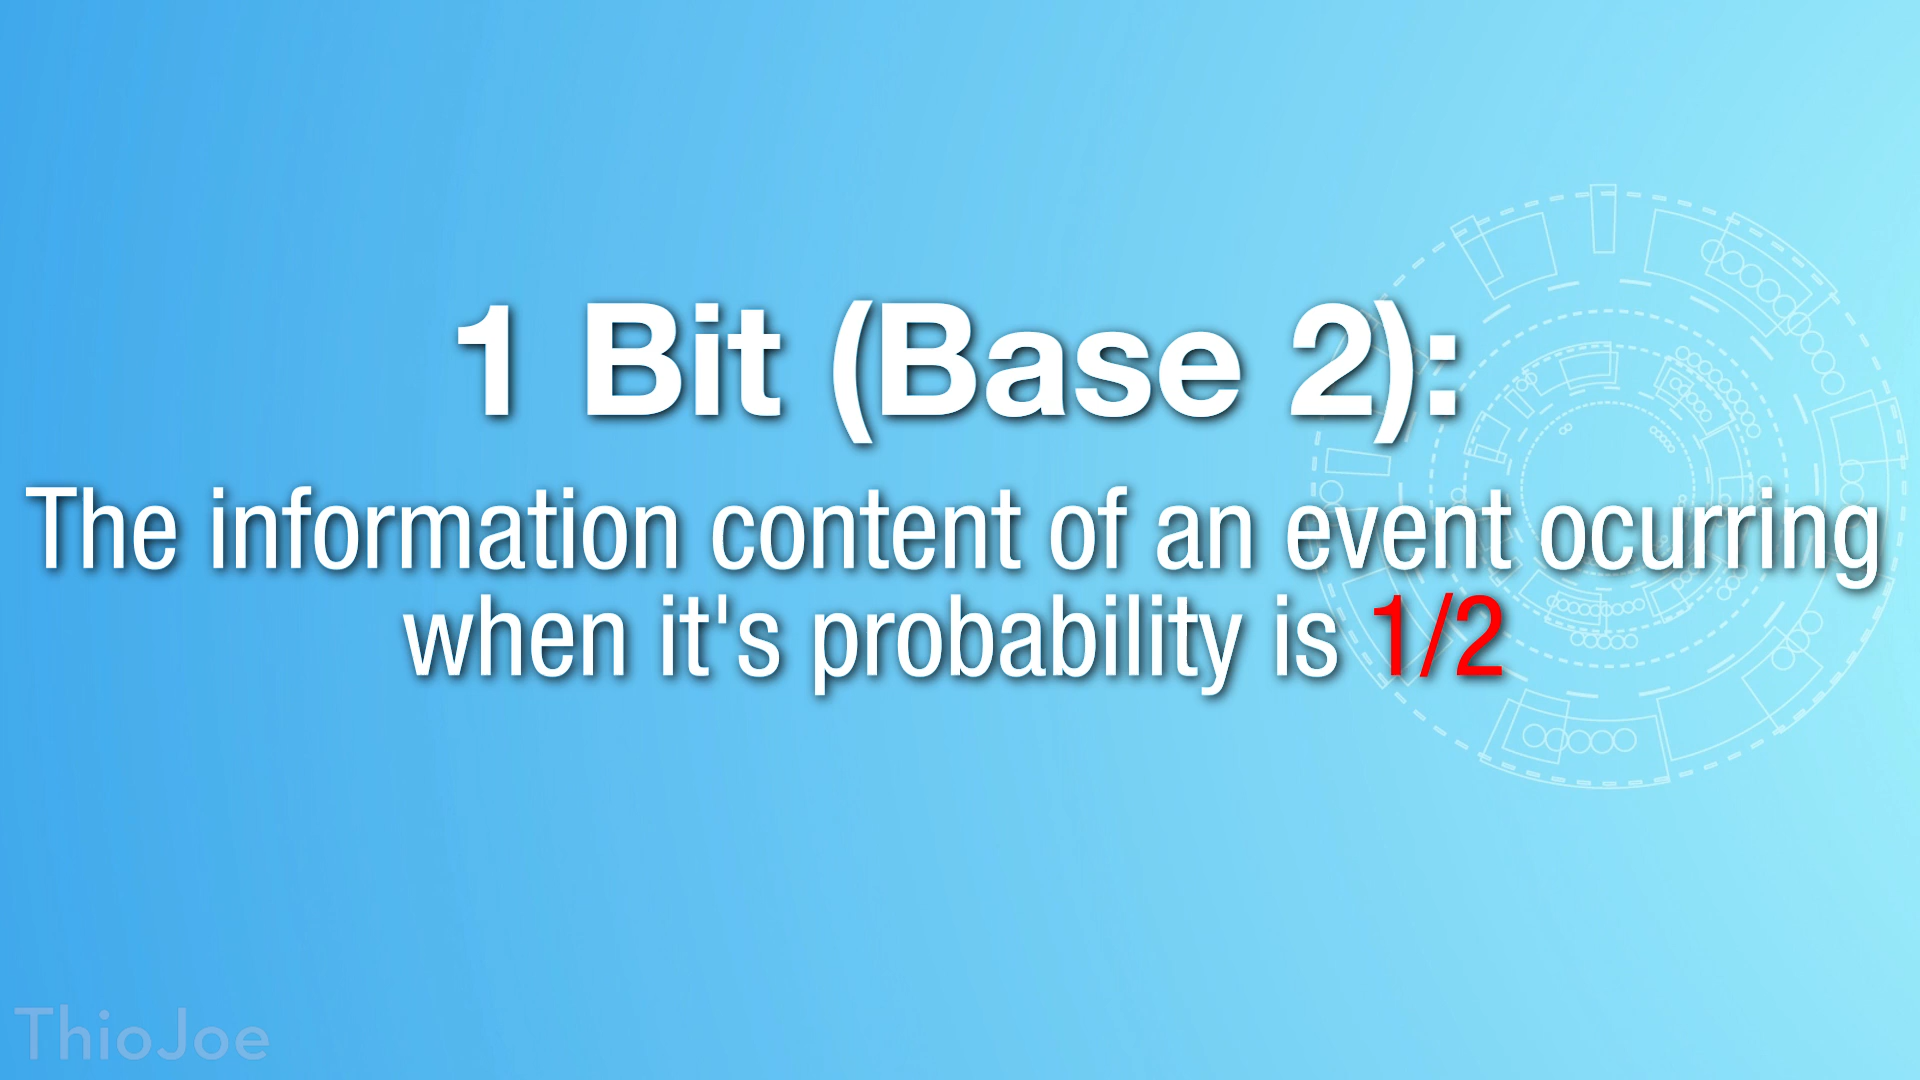 1 Bit (Base 2):
The information content of an event ocurring
when it's probability is 1/2
ThioJoe